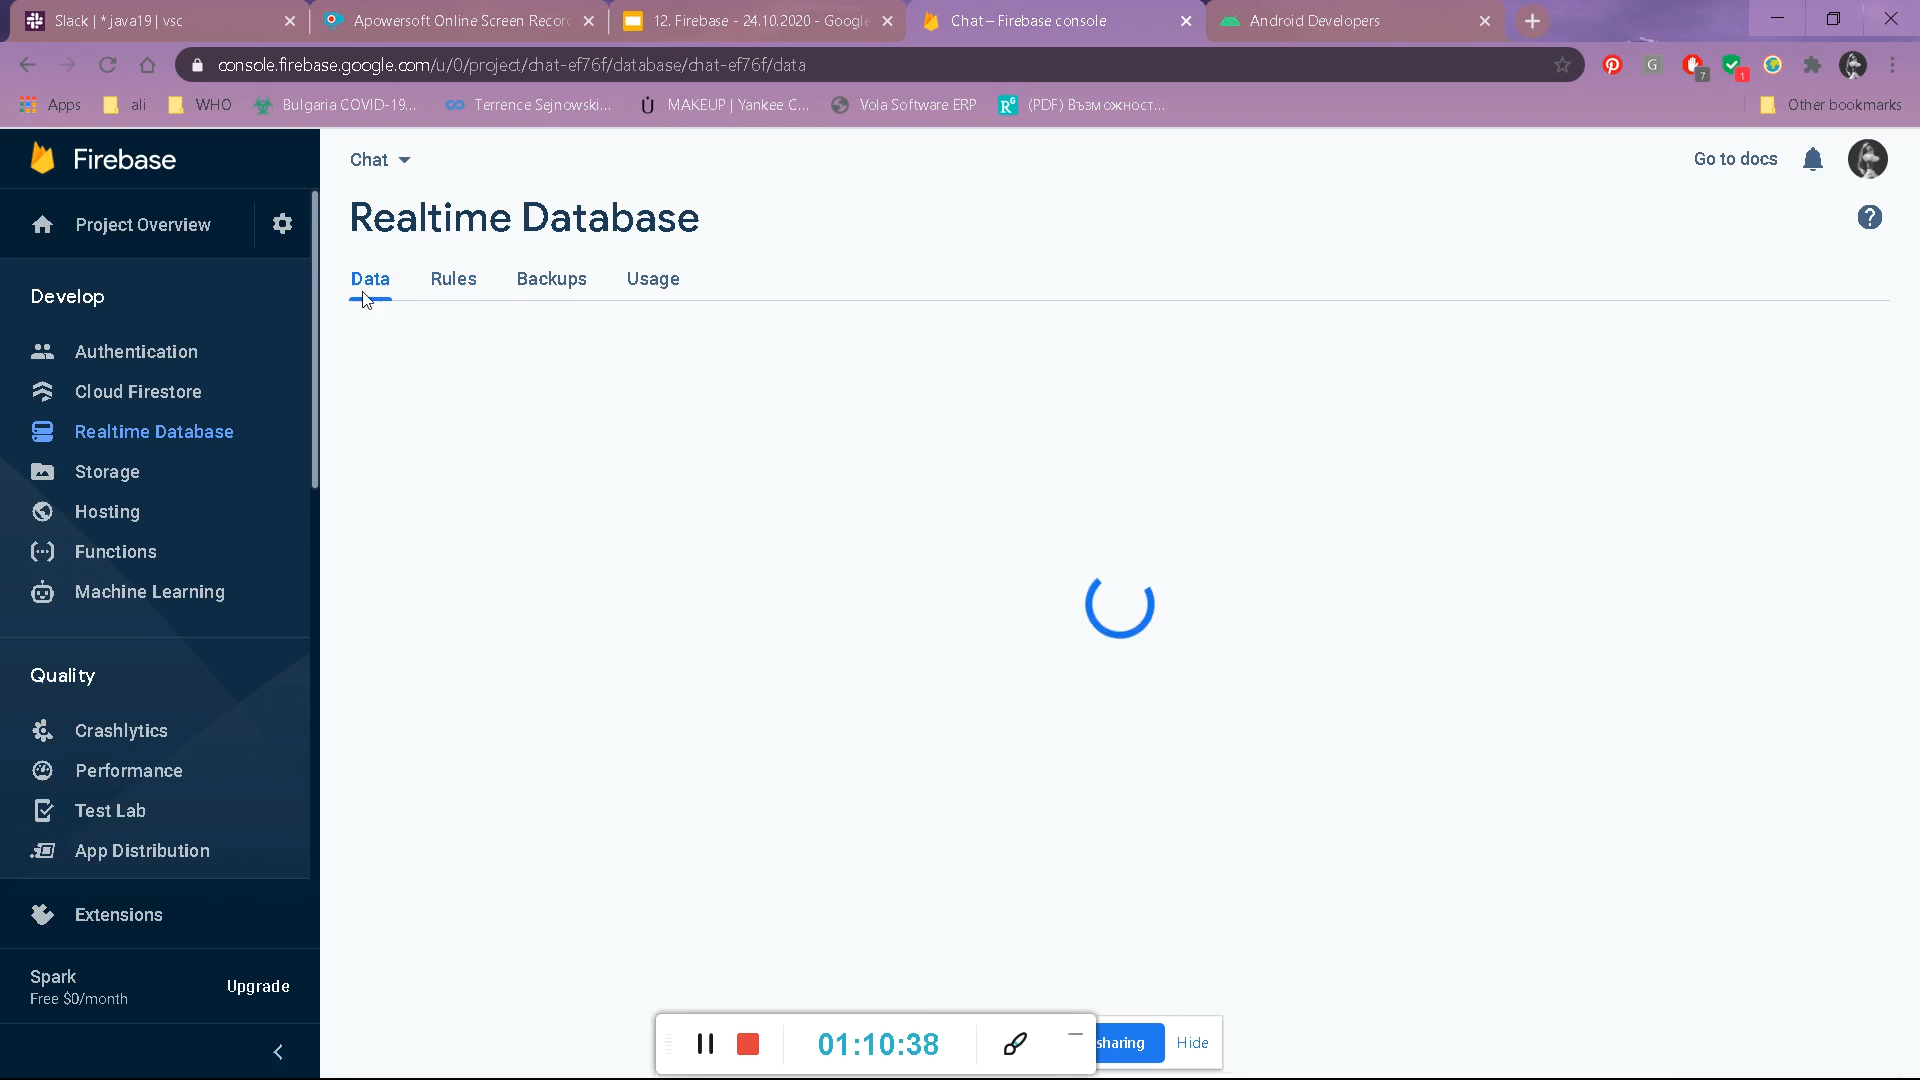 Slack | *java19 | vsc
Apowersoft Online Screen Recor
12. Firebase - 24.10.2020 - Google
Chat – Firebase console
Android Developers
console.firebase.google.com/u/0/project/chat-ef76f/database/chat-ef76f/data
G
7
1
Apps
ali
WHO
Bulgaria COVID-19...
Terrence Sejnowski...
MAKEUP | Yankee C...
Vola Software ERP
(PDF) Възможност...
Other bookmarks
Firebase
Chat
Go to docs
Project Overview
Realtime Database
Data
Rules
Backups
Usage
Develop
Authentication
Cloud Firestore
Realtime Database
Storage
Hosting
Functions
Machine Learning
Quality
Crashlytics
Performance
Test Lab
App Distribution
Extensions
Spark
Free $0/month
Upgrade
01:10:38
sharing
Hide